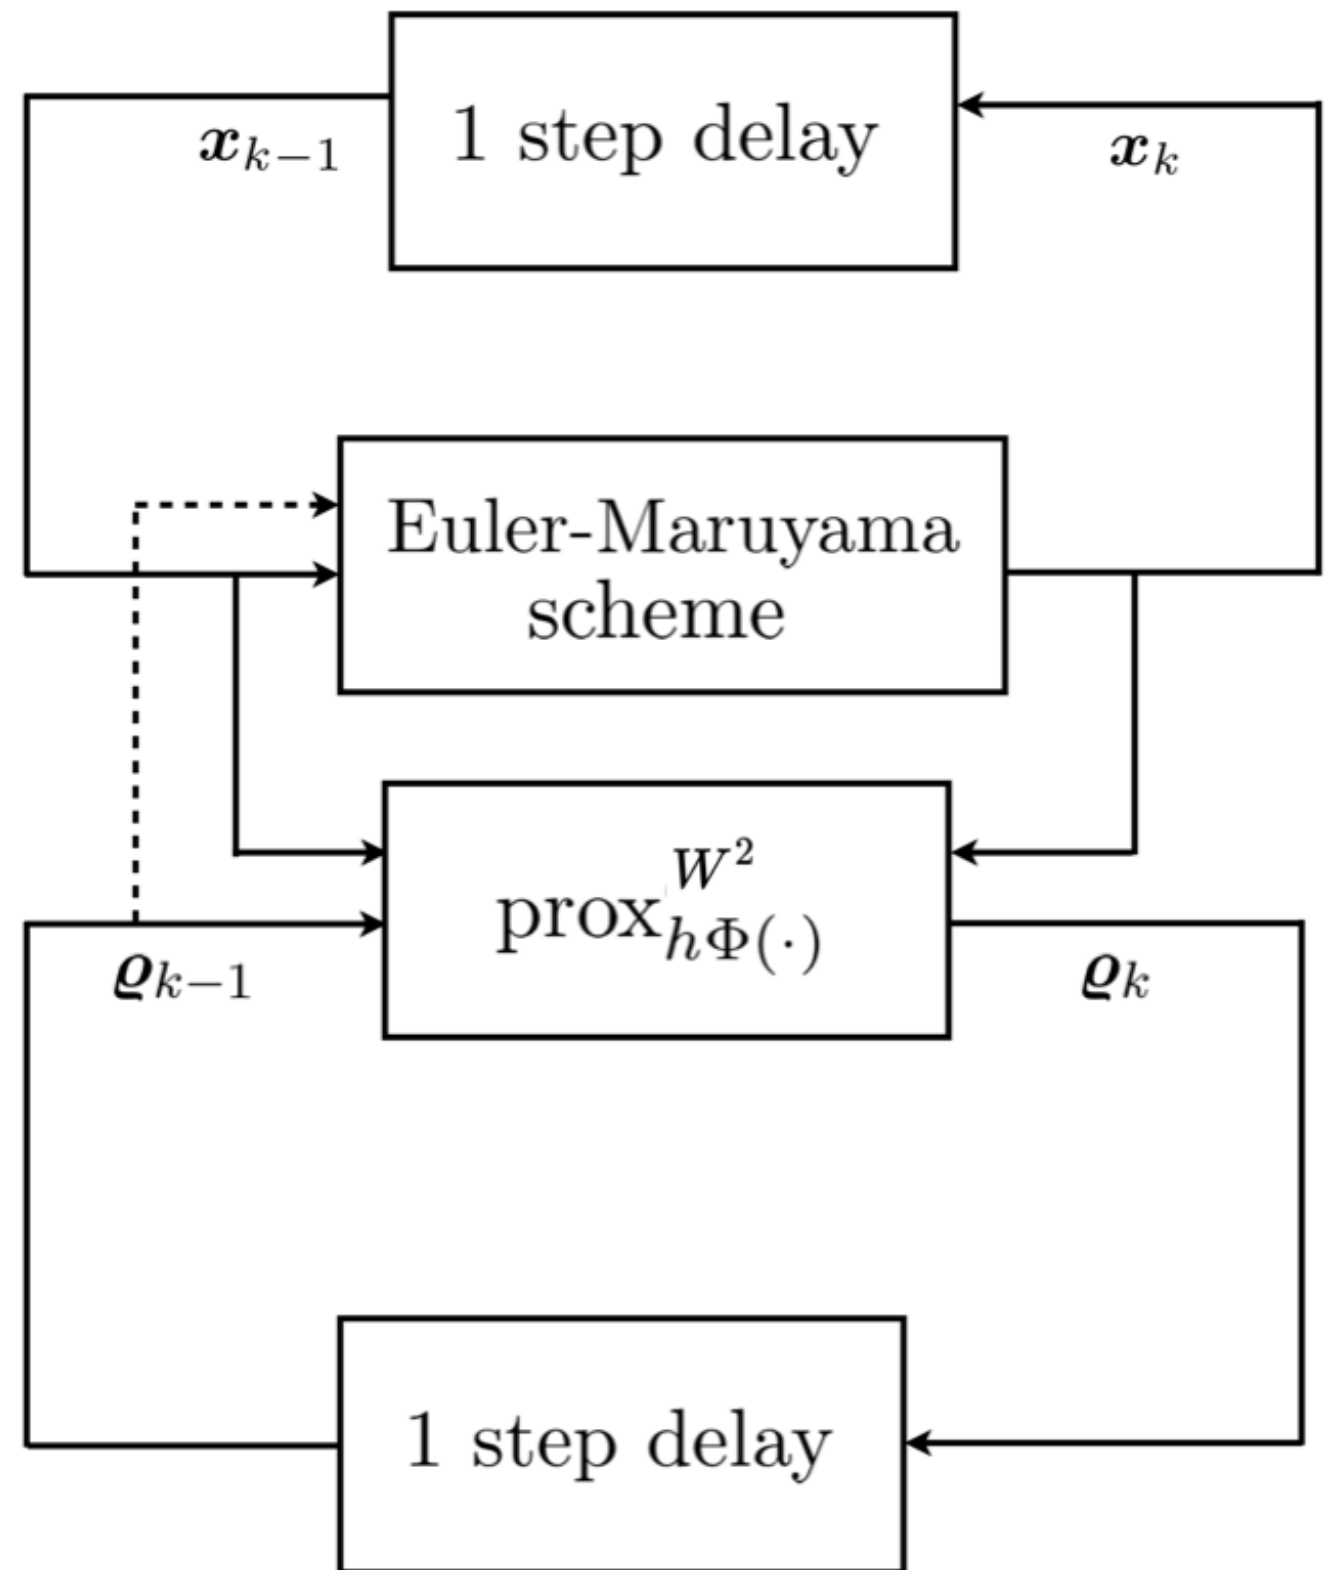 1 step delay
x_{k−1}
x_k
Euler-Maruyama
scheme
prox^{W^2}_{hΦ(·)}
ϱ_{k−1}
ϱ_k
1 step delay